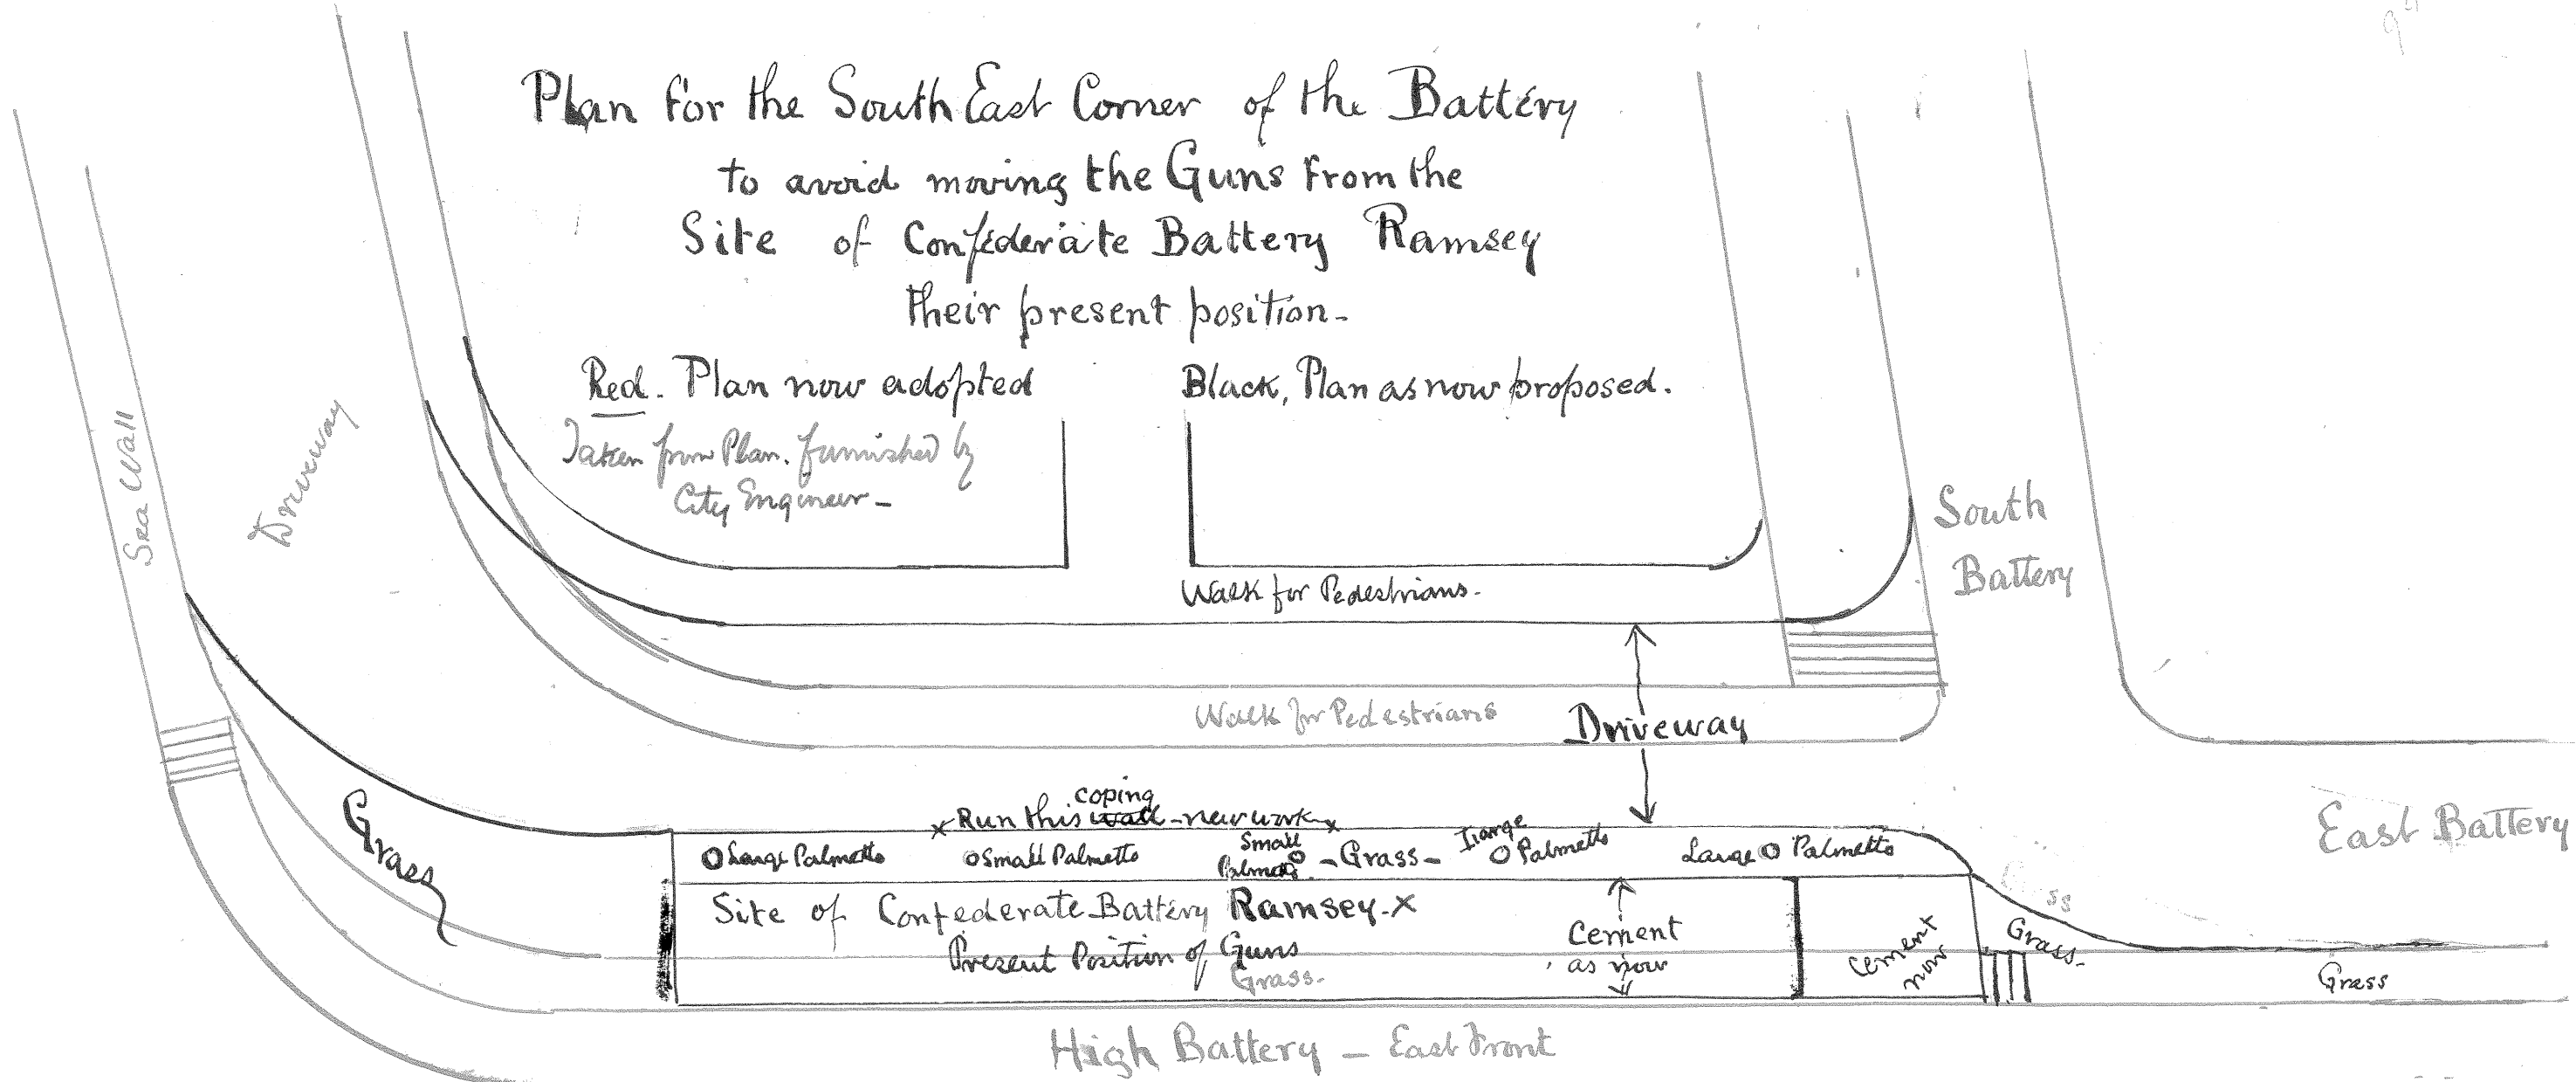 Plan for the South East Corner of the Battery
to avoid moving the Guns from the
Site of Confederate Battery Ramsey
their present position-
Red. Plan now adopted
Black, Plan as now proposed.
Taken from Plan. furnished by
City Engineer-
Sea Wall
Driveway
South
Battery
Walk for Pedestrians.
Walk for Pedestrians
Driveway
East Battery
Grass
coping
x Run this wall - new work x
Large Palmetto
Small Palmetto
Small
Palmetto
- Grass -
Large
Palmetto
Large Palmetto
Site of Confederate Battery Ramsey. x
Present Position of Guns
Grass.
Cement
as now
Cement
now
Grass.
Grass
High Battery - East Front